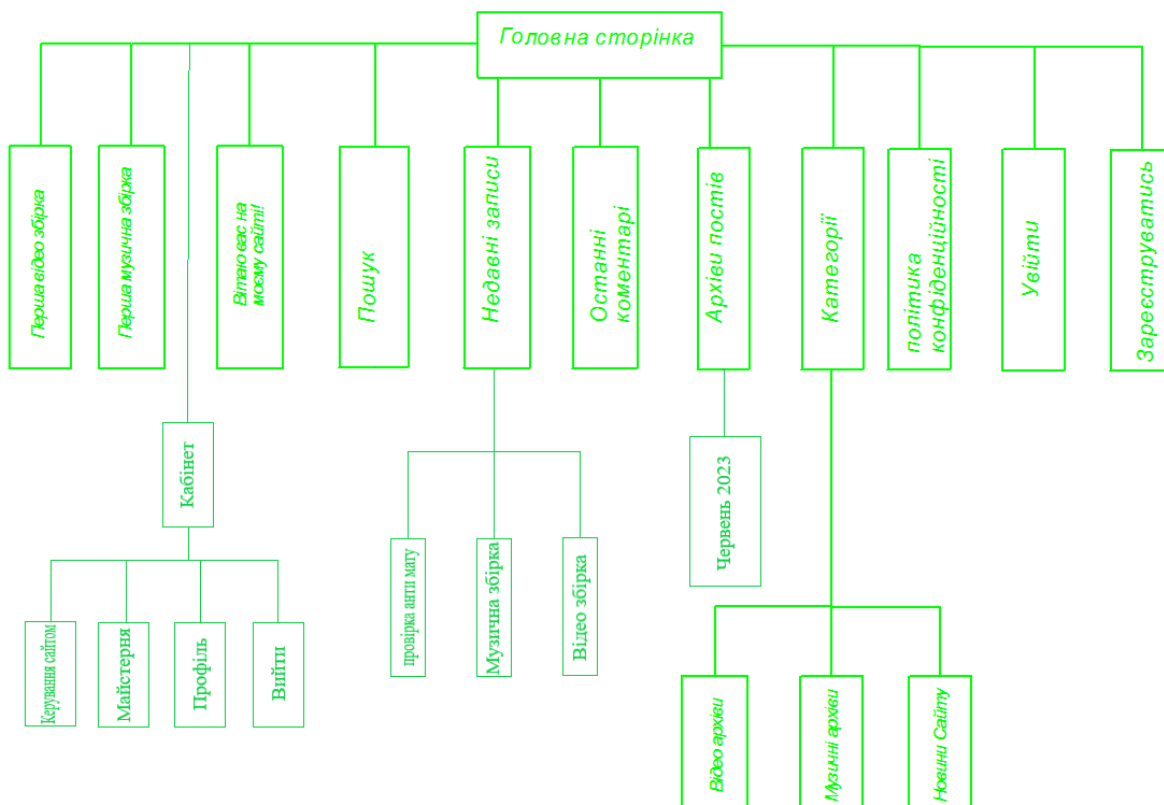 Головна сторінка
Перша відео збірка
Перша музична збірка
Вітаю вас на
моєму сайті!
Пошук
Недавні записи
Останні
коментарі
Архіви постів
Категорії
політика
конфіденційності
Увійти
Зареєструватись
Кабінет
Червень 2023
провірка анти мату
Музична збірка
Відео збірка
Керування сайтом
Майстерня
Профіль
Вийти
Відео архіви
Музичні архіви
Новини Сайту